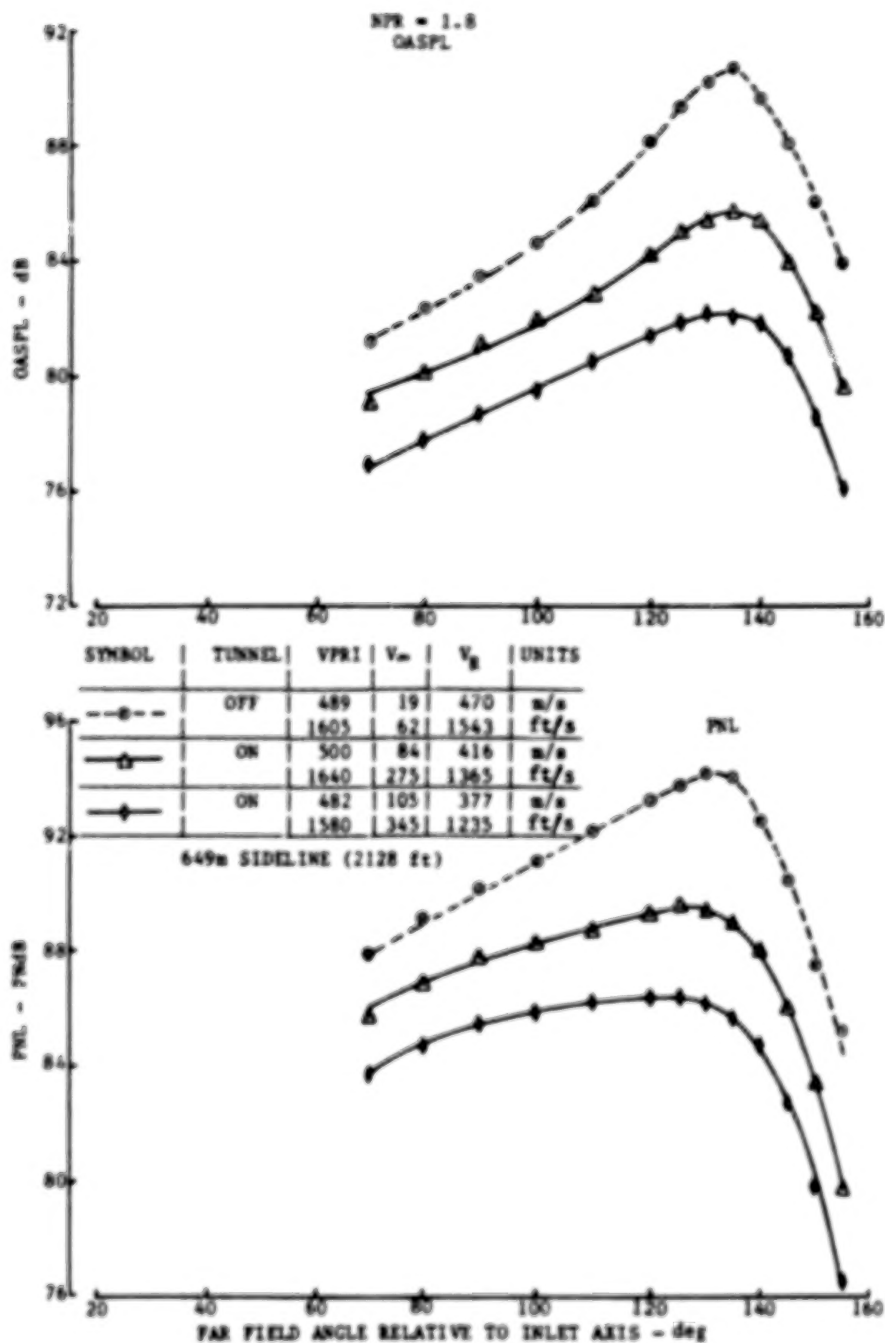 NPR = 1.8
OASPL
92
88
84
80
76
72
OASPL - dB
20 40 60 80 100 120 140 160
SYMBOL | TUNNEL | VPRI | V∞ | VR | UNITS
OFF | 489 | 19 | 470 | m/s
1605 | 62 | 1543 | ft/s
ON | 500 | 84 | 416 | m/s
1640 | 275 | 1365 | ft/s
ON | 482 | 105 | 377 | m/s
1580 | 345 | 1235 | ft/s
649m SIDELINE (2128 ft)
PNL
96
92
88
84
80
76
PNL - PNdB
20 40 60 80 100 120 140 160
FAR FIELD ANGLE RELATIVE TO INLET AXIS - deg